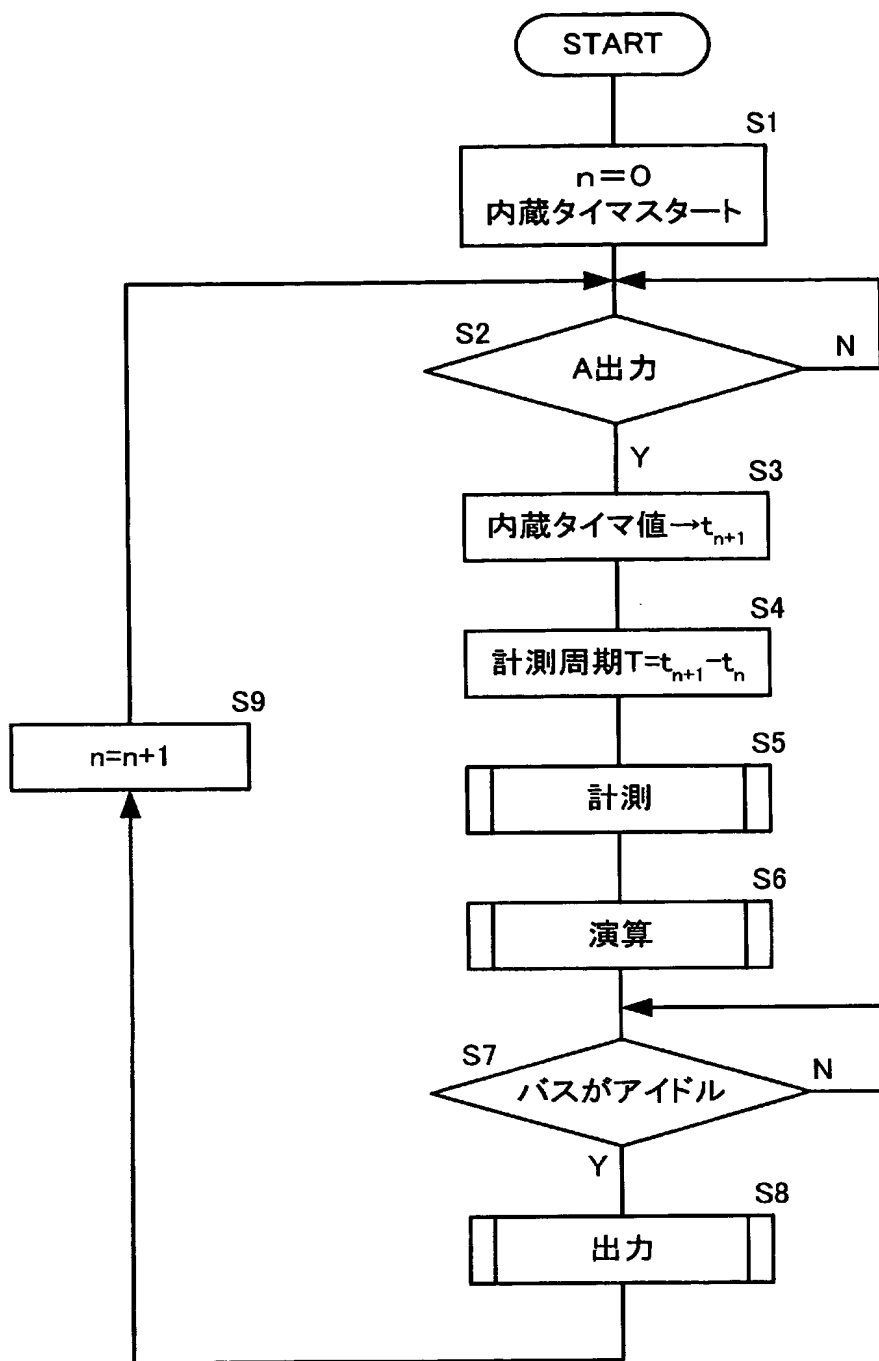 START
S1
n=0
内蔵タイマスタート
S2
A出力
N
Y
S3
内蔵タイマ値→tn+1
S4
計測周期T=tn+1−tn
S9
n=n+1
S5
計測
S6
演算
S7
バスがアイドル
N
Y
S8
出力